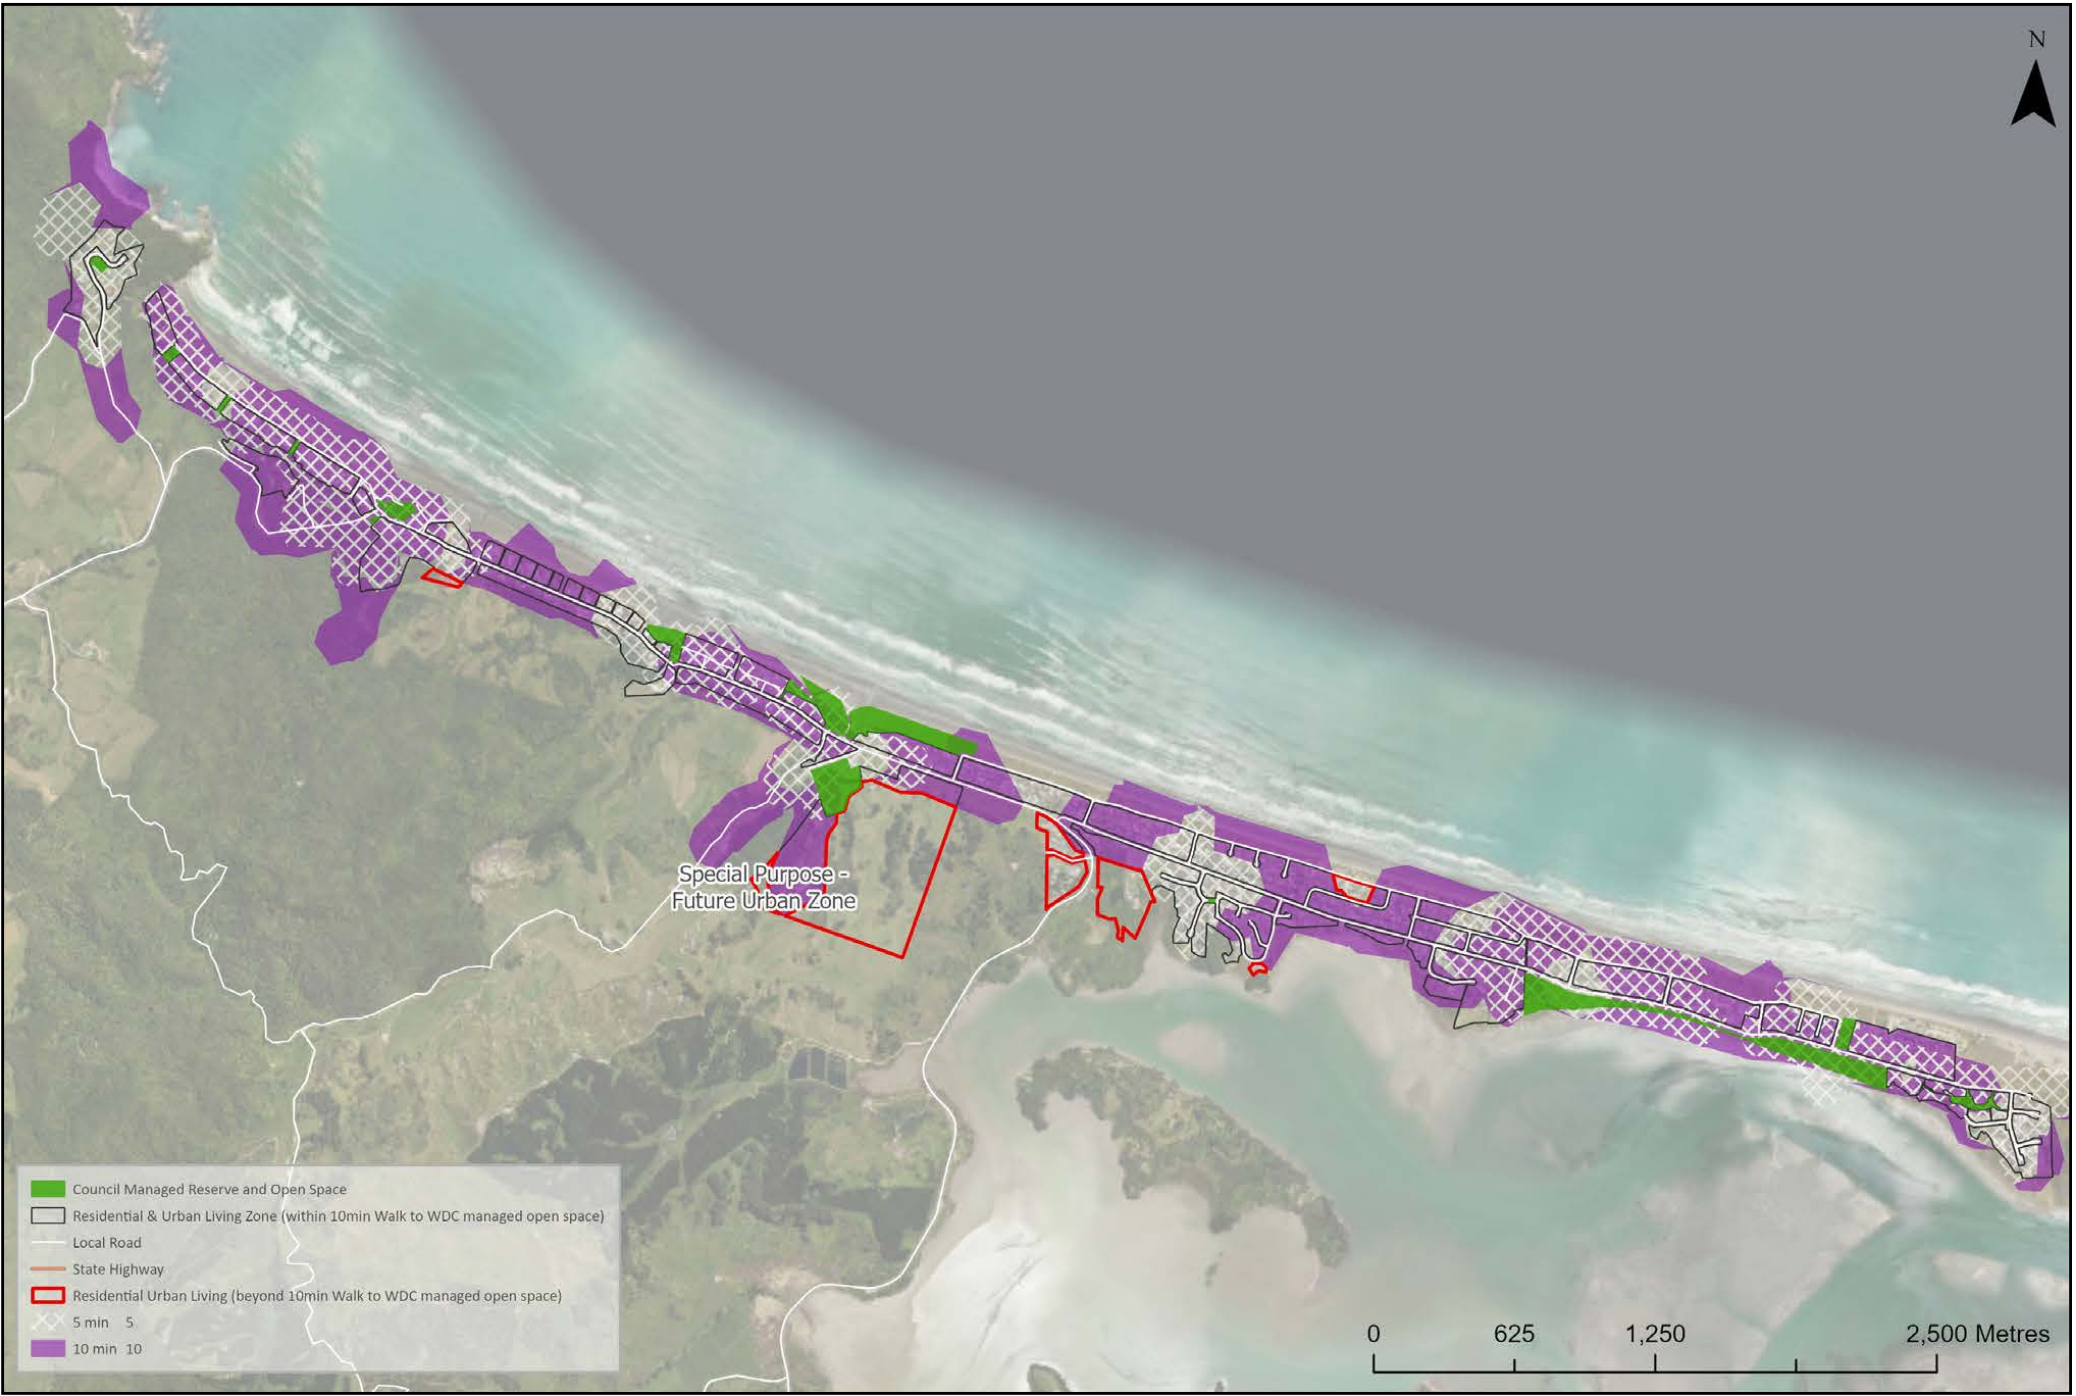 N
Special Purpose -
Future Urban Zone
Council Managed Reserve and Open Space
Residential & Urban Living Zone (within 10min Walk to WDC managed open space)
Local Road
State Highway
Residential Urban Living (beyond 10min Walk to WDC managed open space)
5 min 5
10 min 10
0 625 1,250 2,500 Metres